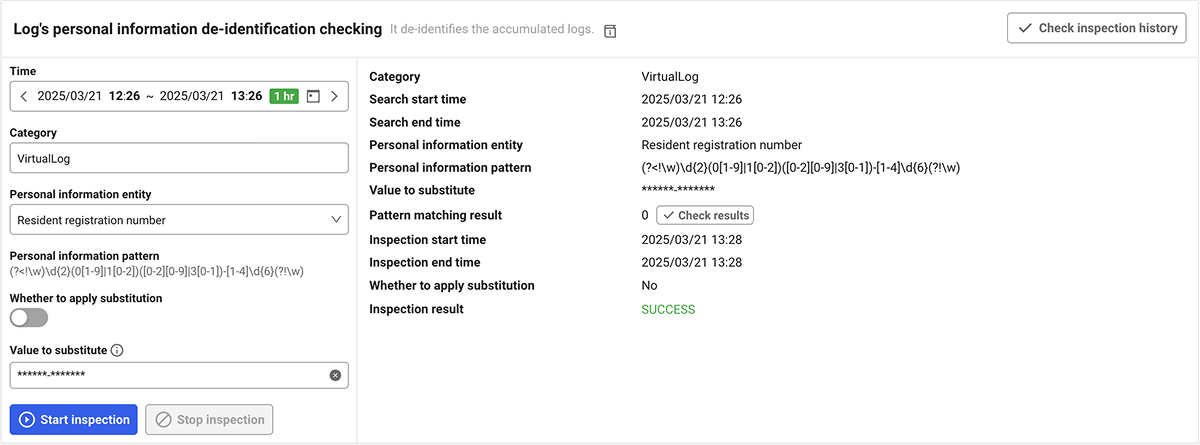 Log's personal information de-identification checking It de-identifies the accumulated logs.
Check inspection history
Time
2025/03/21 12:26 ~ 2025/03/21 13:26 1 hr
Category
VirtualLog
Personal information entity
Resident registration number
Personal information pattern
(?<!\w)\d{2}(0[1-9]|1[0-2])([0-2][0-9]|3[0-1])-[1-4]\d{6}(?!\w)
Whether to apply substitution
Value to substitute
******-*******
Start inspection
Stop inspection
Category VirtualLog
Search start time 2025/03/21 12:26
Search end time 2025/03/21 13:26
Personal information entity Resident registration number
Personal information pattern (?<!\w)\d{2}(0[1-9]|1[0-2])([0-2][0-9]|3[0-1])-[1-4]\d{6}(?!\w)
Value to substitute ******-*******
Pattern matching result 0 Check results
Inspection start time 2025/03/21 13:28
Inspection end time 2025/03/21 13:28
Whether to apply substitution No
Inspection result SUCCESS